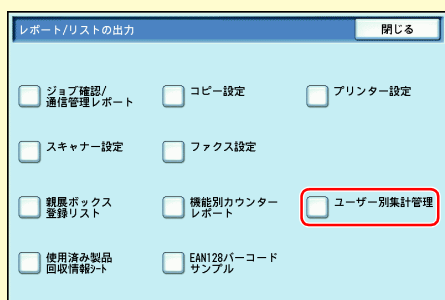 レポート/リストの出力
閉じる
ジョブ確認/
通信管理レポート
コピー設定
プリンター設定
スキャナー設定
ファクス設定
親展ボックス
登録リスト
機能別カウンター
レポート
ユーザー別集計管理
使用済み製品
回収情報シート
EAN128バーコード
サンプル